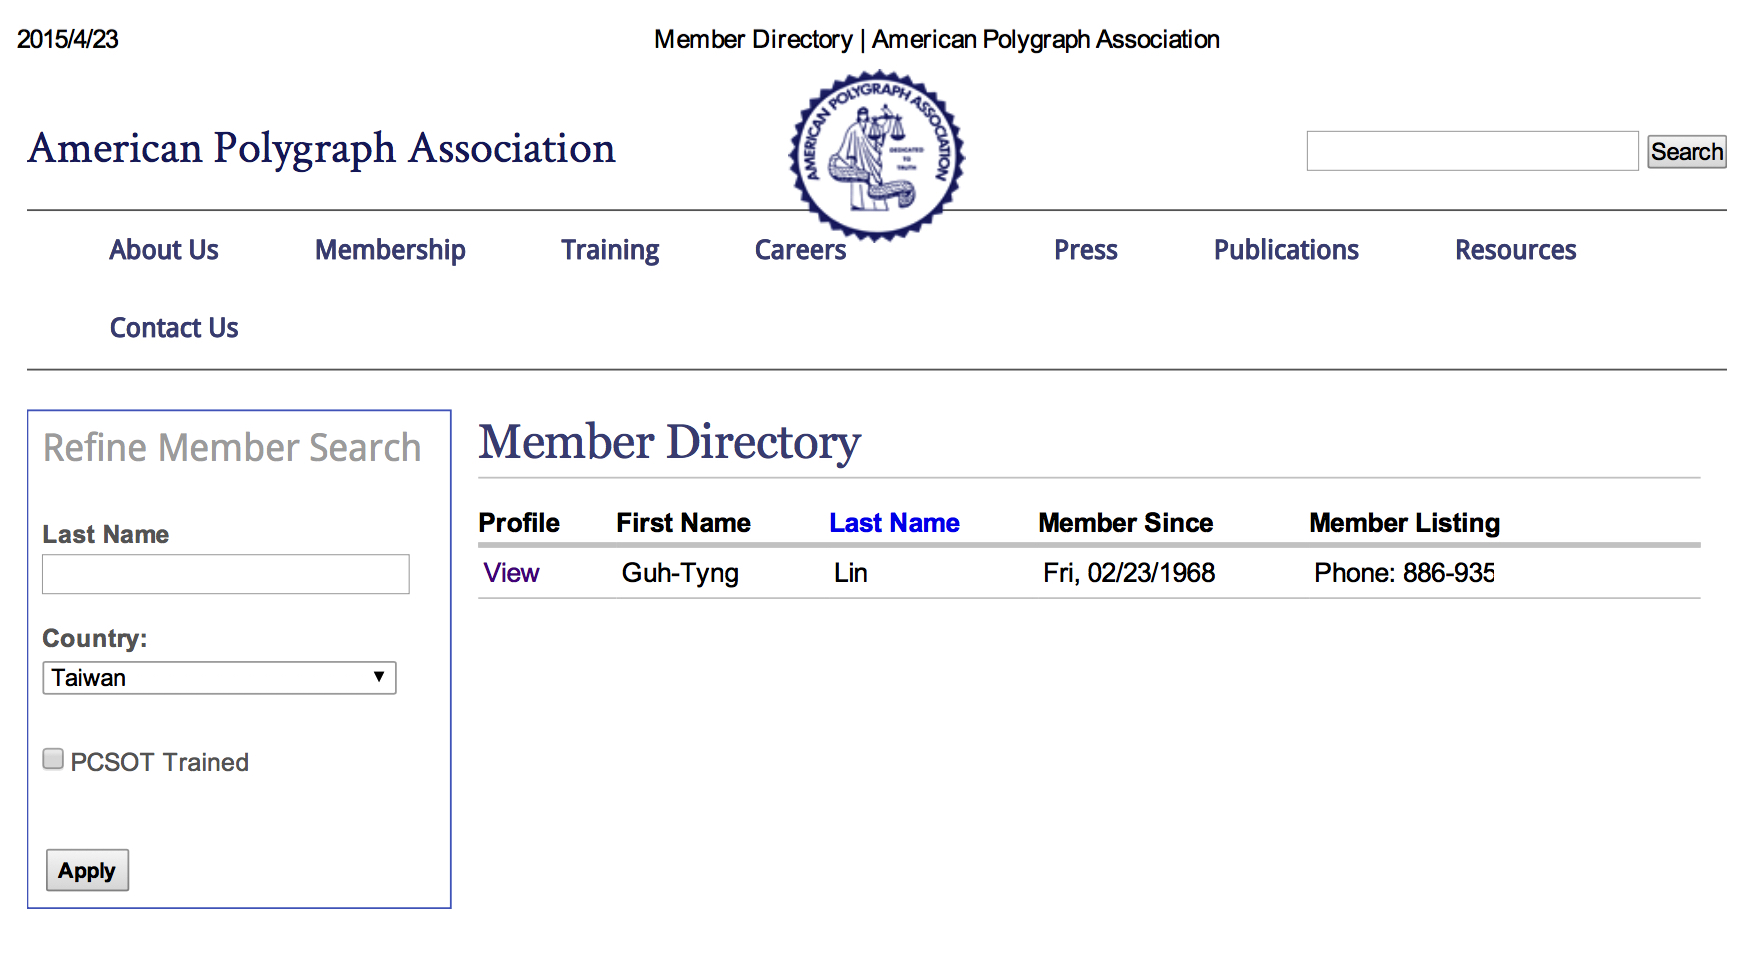 2015/4/23 Member Directory | American Polygraph Association
AMERICAN POLYGRAPH ASSOCIATION
DEDICATED
TO
TRUTH
American Polygraph Association
Search
About Us Membership Training Careers Press Publications Resources
Contact Us
Refine Member Search
Last Name
Country:
Taiwan
PCSOT Trained
Apply
Member Directory
Profile First Name Last Name Member Since Member Listing
View Guh-Tyng Lin Fri, 02/23/1968 Phone: 886-935